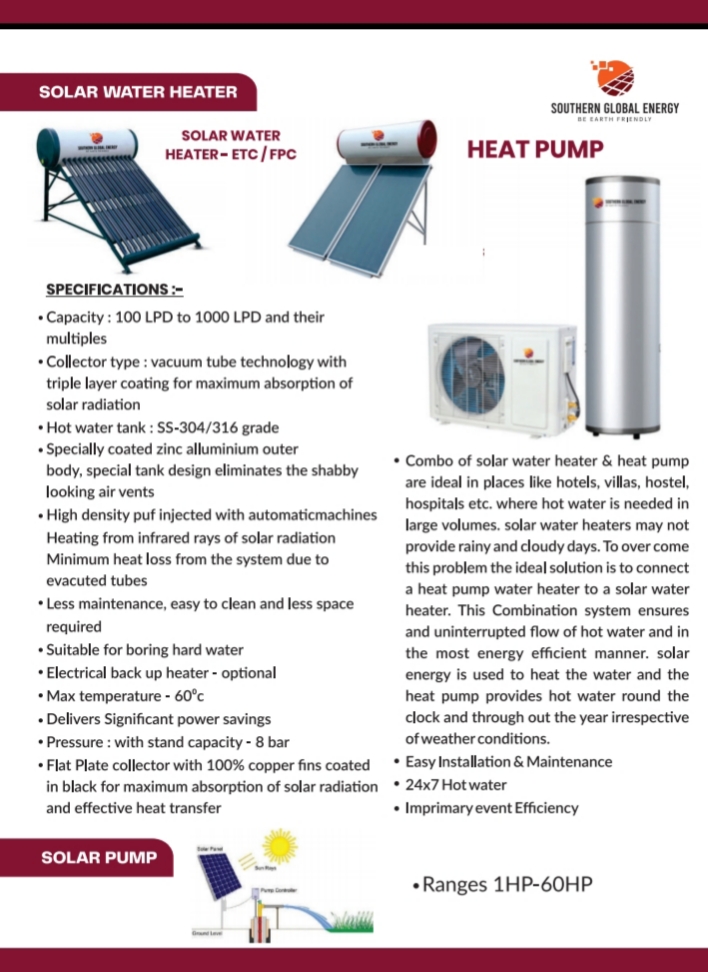 SOLAR WATER HEATER
SOUTHERN GLOBAL ENERGY
BE EARTH FRIENDLY
SOLAR WATER
HEATER- ETC / FPC
HEAT PUMP
SOUTHERN GLOBAL ENERGY
SOUTHERN GLOBAL ENERGY
SOUTHERN GLOBAL ENERGY
SOUTHERN GLOBAL ENERGY
SPECIFICATIONS :-
• Capacity : 100 LPD to 1000 LPD and their
multiples
• Collector type : vacuum tube technology with
triple layer coating for maximum absorption of
solar radiation
• Hot water tank : SS-304/316 grade
• Specially coated zinc alluminium outer
body, special tank design eliminates the shabby
looking air vents
• High density puf injected with automaticmachines
Heating from infrared rays of solar radiation
Minimum heat loss from the system due to
evacuted tubes
• Less maintenance, easy to clean and less space
required
• Suitable for boring hard water
• Electrical back up heater - optional
• Max temperature - 60°c
• Delivers Significant power savings
• Pressure : with stand capacity - 8 bar
• Flat Plate collector with 100% copper fins coated
in black for maximum absorption of solar radiation
and effective heat transfer
• Combo of solar water heater & heat pump
are ideal in places like hotels, villas, hostel,
hospitals etc. where hot water is needed in
large volumes. solar water heaters may not
provide rainy and cloudy days. To over come
this problem the ideal solution is to connect
a heat pump water heater to a solar water
heater. This Combination system ensures
and uninterrupted flow of hot water and in
the most energy efficient manner. solar
energy is used to heat the water and the
heat pump provides hot water round the
clock and through out the year irrespective
of weather conditions.
• Easy Installation & Maintenance
• 24x7 Hot water
• Imprimary event Efficiency
SOLAR PUMP
Solar Panel
Sun Rays
Pump Controller
Ground Level
• Ranges 1HP-60HP